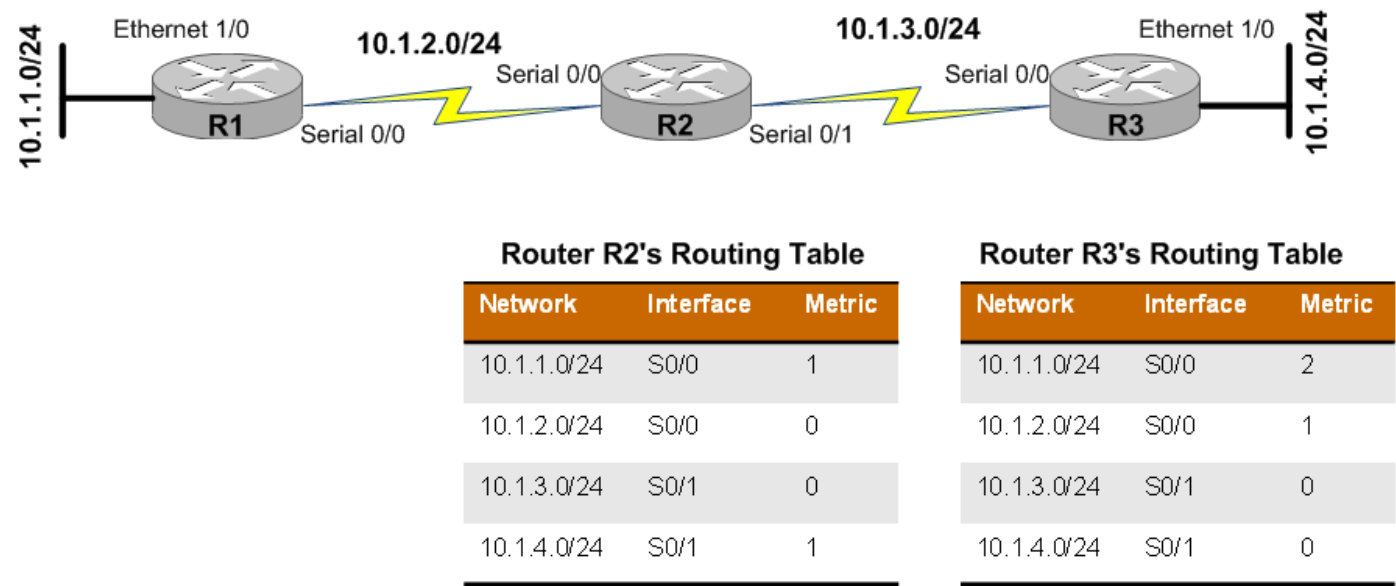 10.1.1.0/24
Ethernet 1/0
R1
Serial 0/0
10.1.2.0/24
Serial 0/0
R2
Serial 0/1
10.1.3.0/24
Serial 0/0
R3
Ethernet 1/0
10.1.4.0/24
Router R2's Routing Table
Network Interface Metric
10.1.1.0/24 S0/0 1
10.1.2.0/24 S0/0 0
10.1.3.0/24 S0/1 0
10.1.4.0/24 S0/1 1
Router R3's Routing Table
Network Interface Metric
10.1.1.0/24 S0/0 2
10.1.2.0/24 S0/0 1
10.1.3.0/24 S0/1 0
10.1.4.0/24 S0/1 0